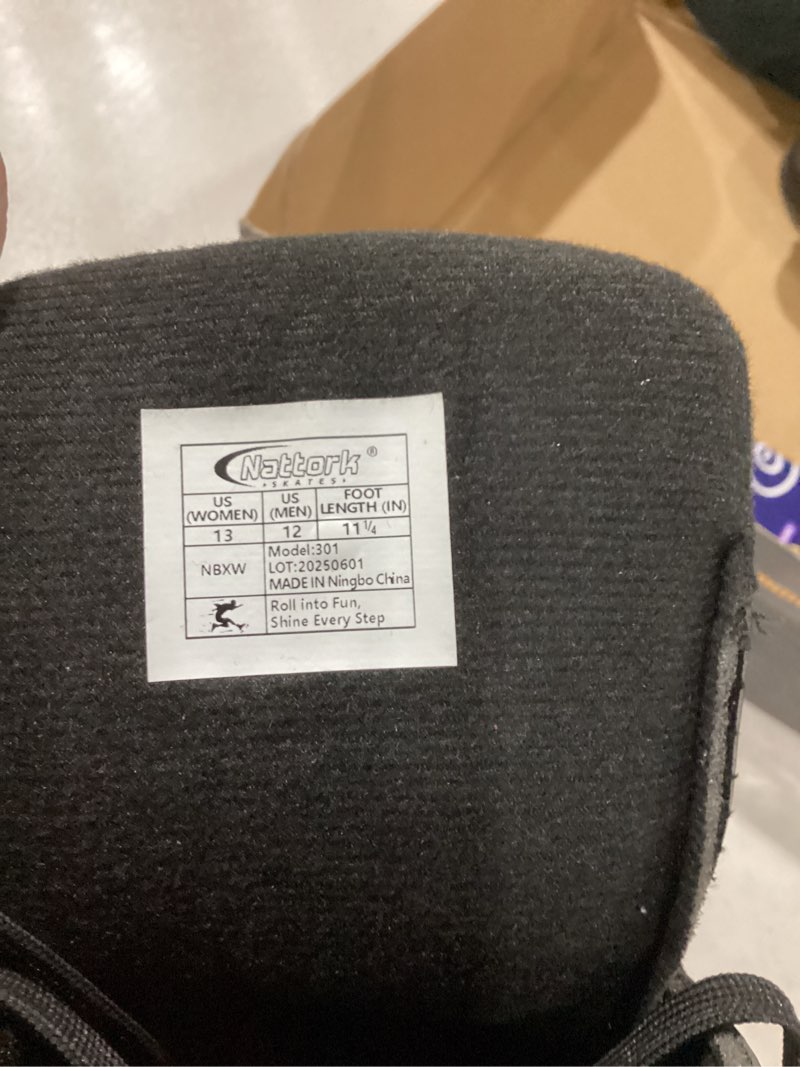 Nattork ®
SKATES
US (WOMEN) US (MEN) FOOT LENGTH (IN)
13 12 11 1/4
NBXW
Model:301
LOT:20250601
MADE IN Ningbo China
Roll into Fun,
Shine Every Step